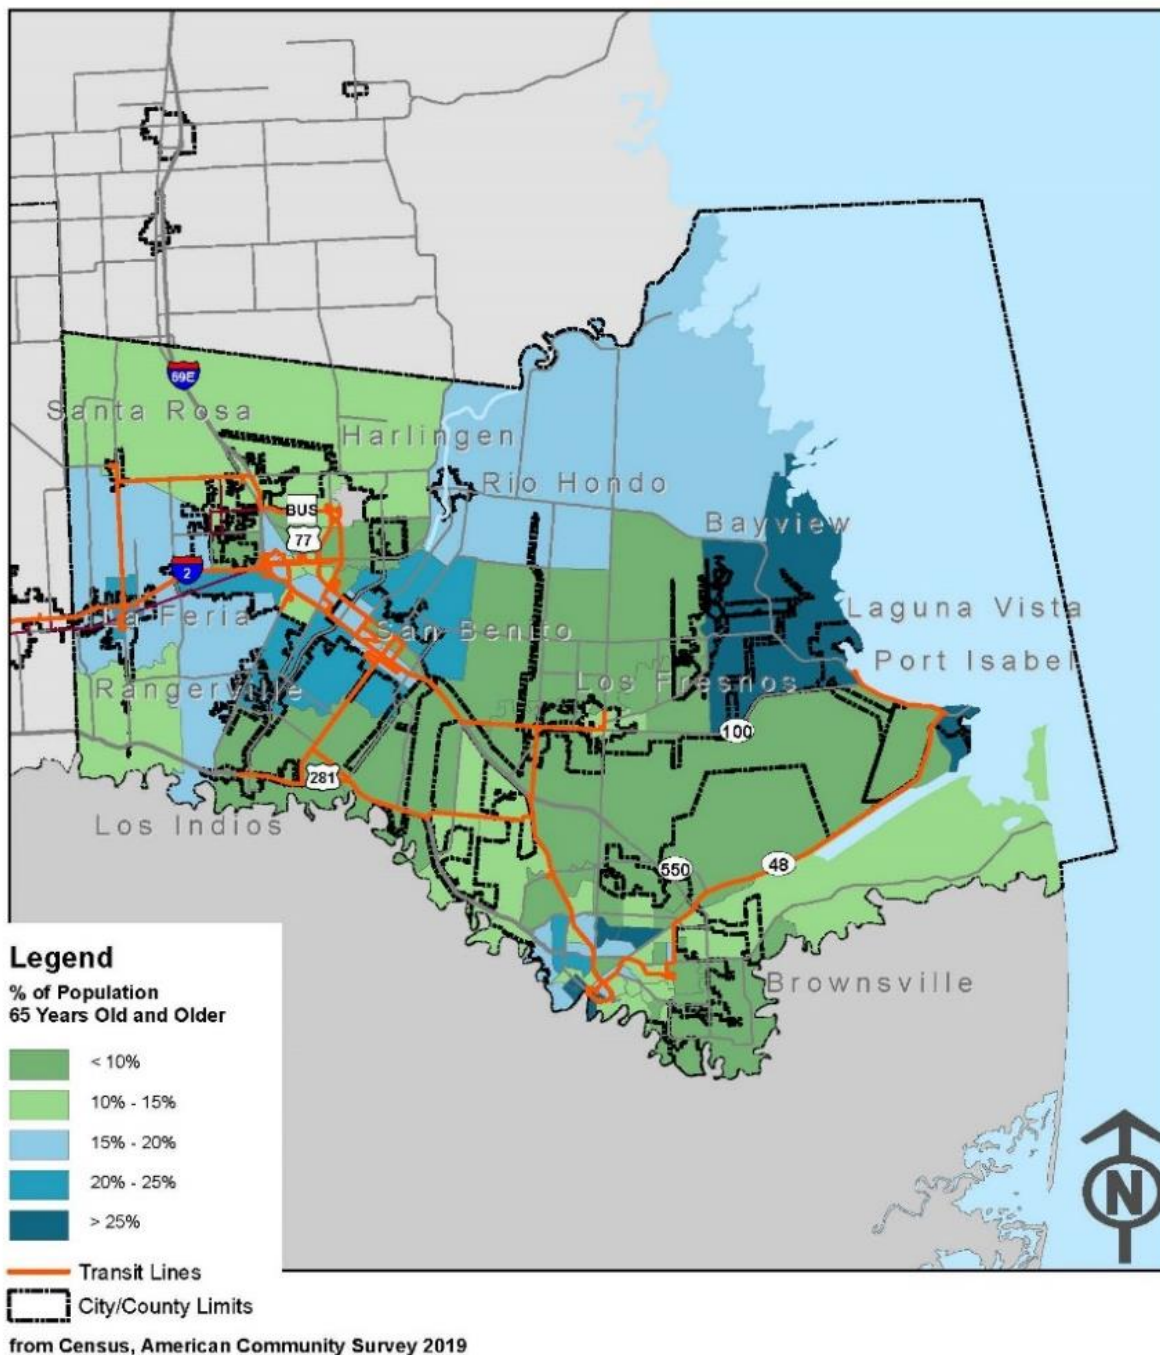 69E
Santa Rosa
Harlingen
Rio Hondo
BUS
77
Bayview
2
La Feria
San Benito
Laguna Vista
Port Isabel
Rangerville
Los Fresnos
100
281
Los Indios
550
48
Brownsville
Legend
% of Population
65 Years Old and Older
< 10%
10% - 15%
15% - 20%
20% - 25%
> 25%
Transit Lines
City/County Limits
from Census, American Community Survey 2019
N